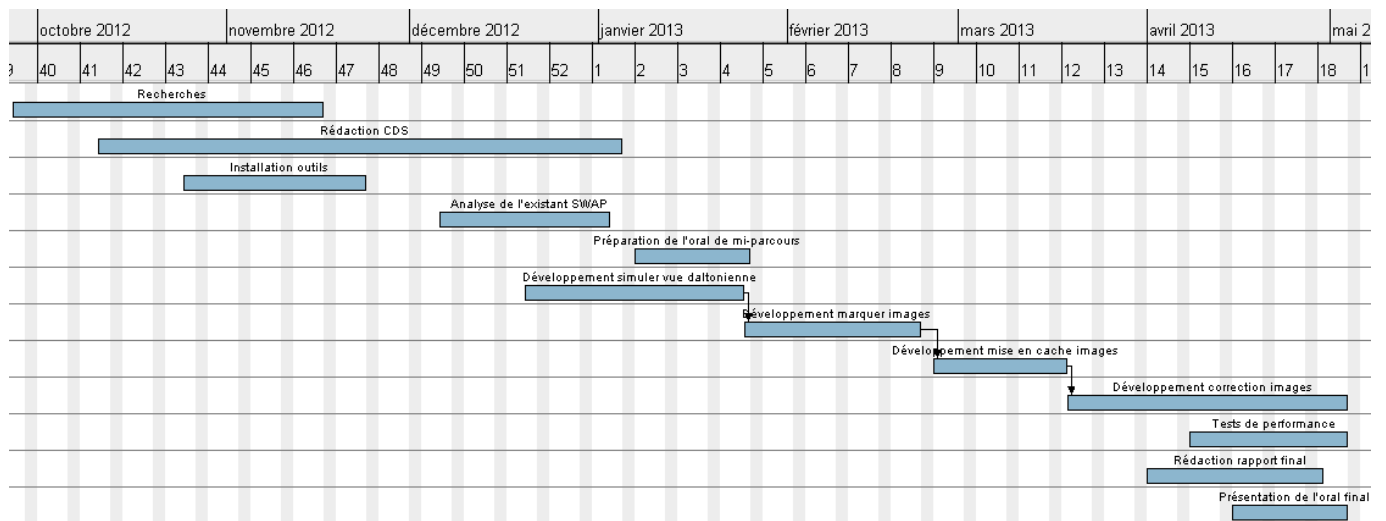 octobre 2012 novembre 2012 décembre 2012 janvier 2013 février 2013 mars 2013 avril 2013 mai 2
9 40 41 42 43 44 45 46 47 48 49 50 51 52 1 2 3 4 5 6 7 8 9 10 11 12 13 14 15 16 17 18 1
Recherches
Rédaction CDS
Installation outils
Analyse de l'existant SWAP
Préparation de l'oral de mi-parcours
Développement simuler vue daltonienne
Développement marquer images
Développement mise en cache images
Développement correction images
Tests de performance
Rédaction rapport final
Présentation de l'oral final